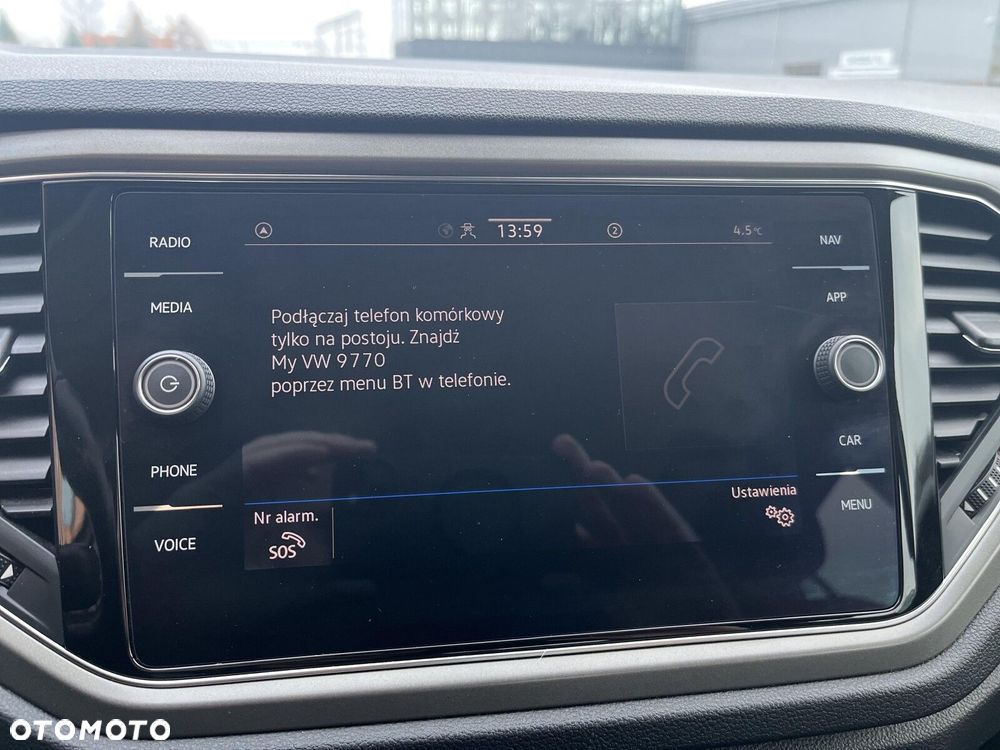 RADIO
MEDIA
PHONE
VOICE
13:59
2
4.5°C
Podłączaj telefon komórkowy
tylko na postoju. Znajdź
My VW 9770
poprzez menu BT w telefonie.
Nr alarm.
SOS
Ustawienia
NAV
APP
CAR
MENU
OTOMOTO